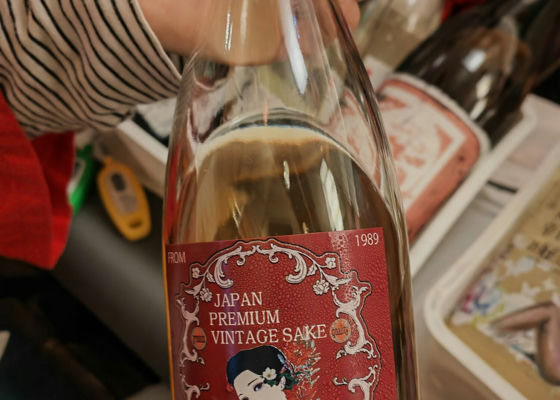 FROM
1989
JAPAN
PREMIUM
VINTAGE SAKE